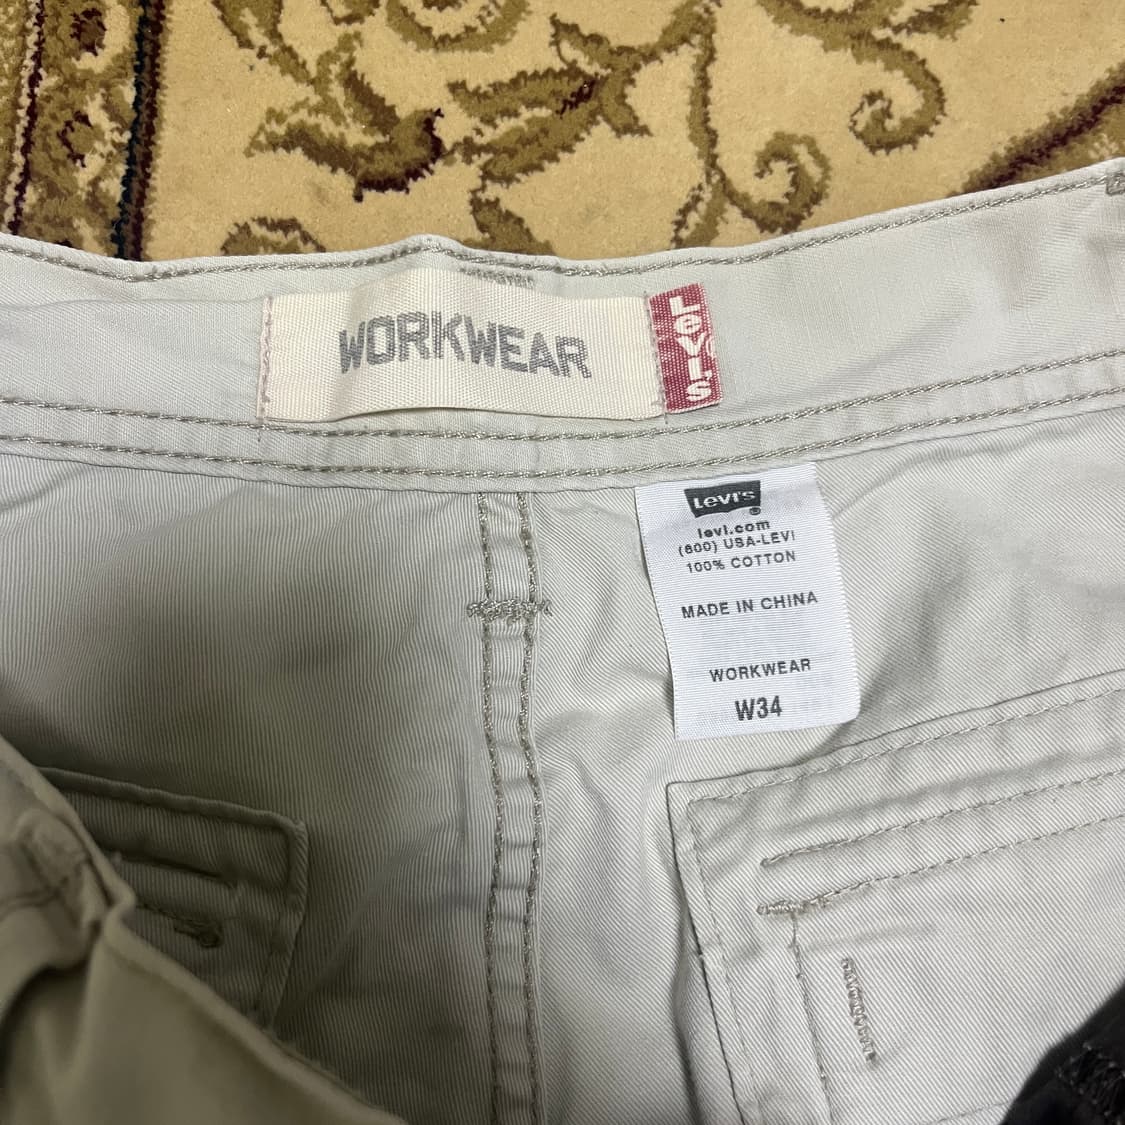 WORKWEAR
Levi's
Levi's
®
levi.com
(800) USA-LEVI
100% COTTON
MADE IN CHINA
WORKWEAR
W34